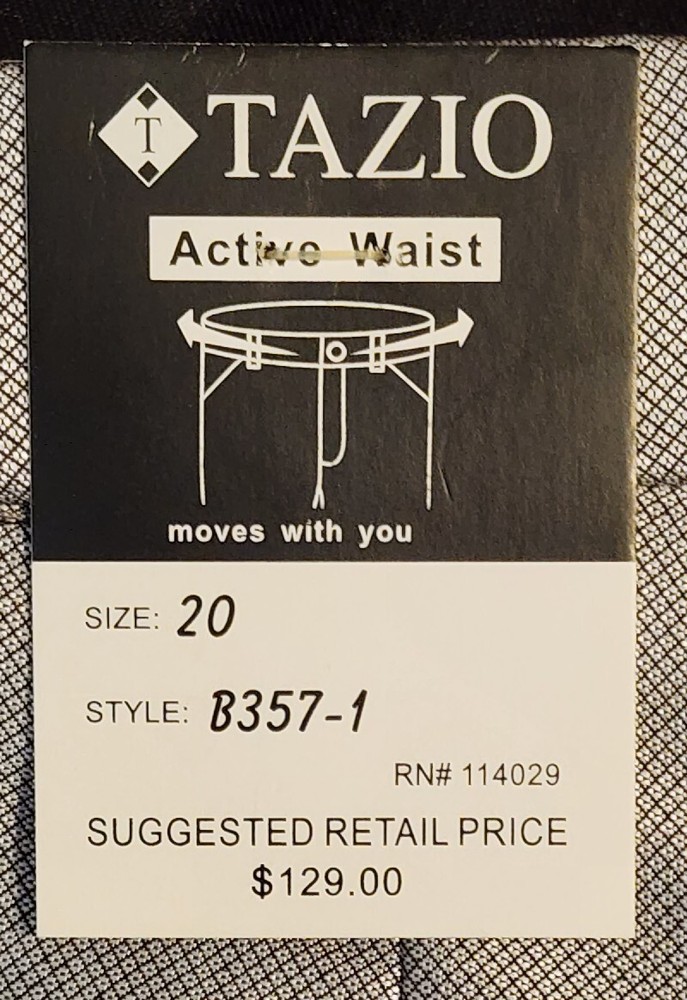 T TAZIO
Active Waist
moves with you
SIZE: 20
STYLE: B357-1
RN# 114029
SUGGESTED RETAIL PRICE
$129.00